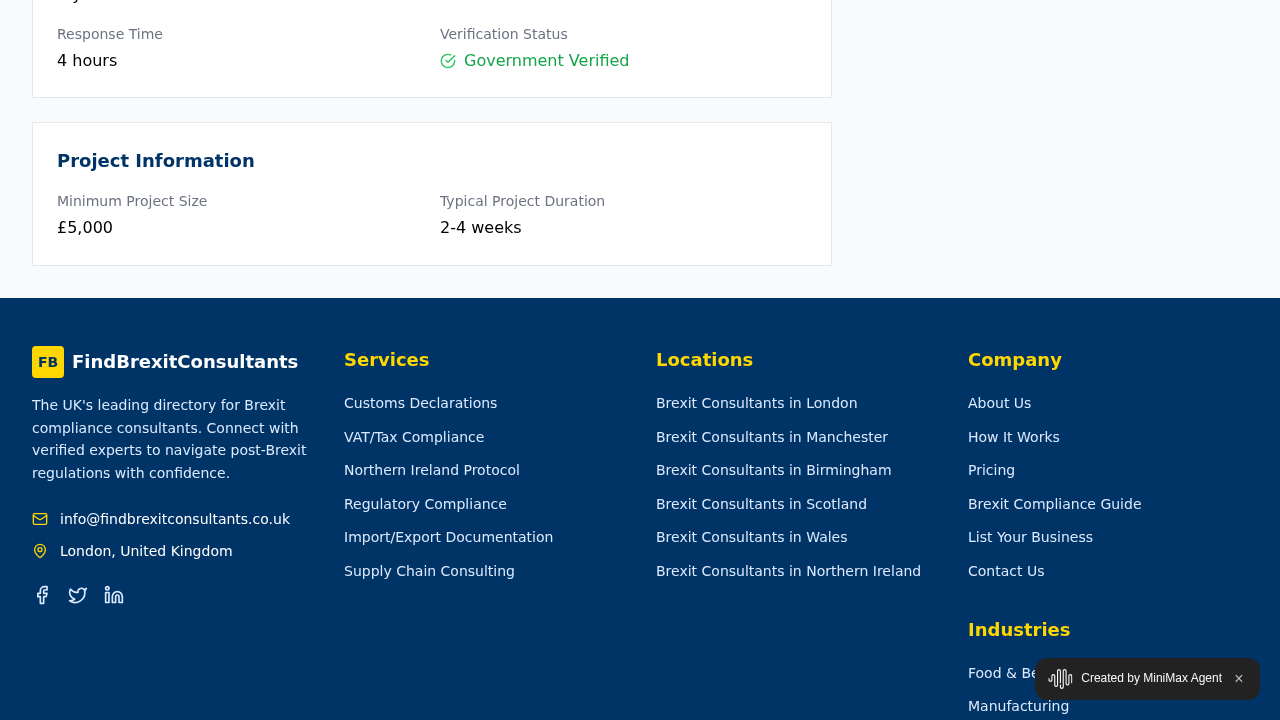 Response Time
4 hours
Verification Status
Government Verified
Project Information
Minimum Project Size
£5,000
Typical Project Duration
2-4 weeks
FB FindBrexitConsultants
The UK's leading directory for Brexit
compliance consultants. Connect with
verified experts to navigate post-Brexit
regulations with confidence.
info@findbrexitconsultants.co.uk
London, United Kingdom
Services
Customs Declarations
VAT/Tax Compliance
Northern Ireland Protocol
Regulatory Compliance
Import/Export Documentation
Supply Chain Consulting
Locations
Brexit Consultants in London
Brexit Consultants in Manchester
Brexit Consultants in Birmingham
Brexit Consultants in Scotland
Brexit Consultants in Wales
Brexit Consultants in Northern Ireland
Company
About Us
How It Works
Pricing
Brexit Compliance Guide
List Your Business
Contact Us
Industries
Food &
Manufacturing
Created by MiniMax Agent ×